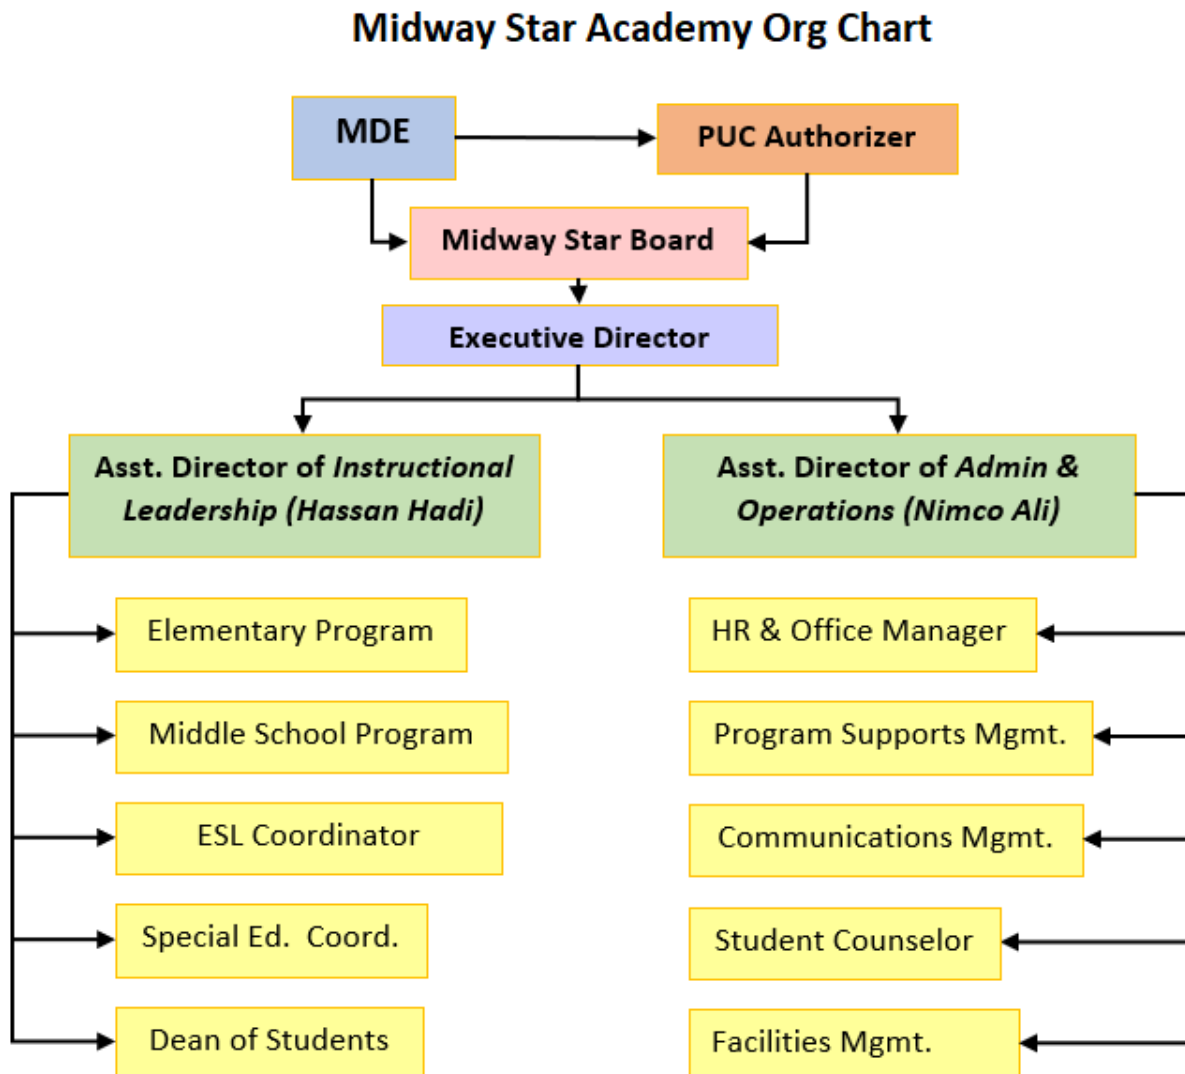 Midway Star Academy Org Chart
MDE
PUC Authorizer
Midway Star Board
Executive Director
Asst. Director of Instructional
Leadership (Hassan Hadi)
Asst. Director of Admin &
Operations (Nimco Ali)
Elementary Program
HR & Office Manager
Middle School Program
Program Supports Mgmt.
ESL Coordinator
Communications Mgmt.
Special Ed.  Coord.
Student Counselor
Dean of Students
Facilities Mgmt.